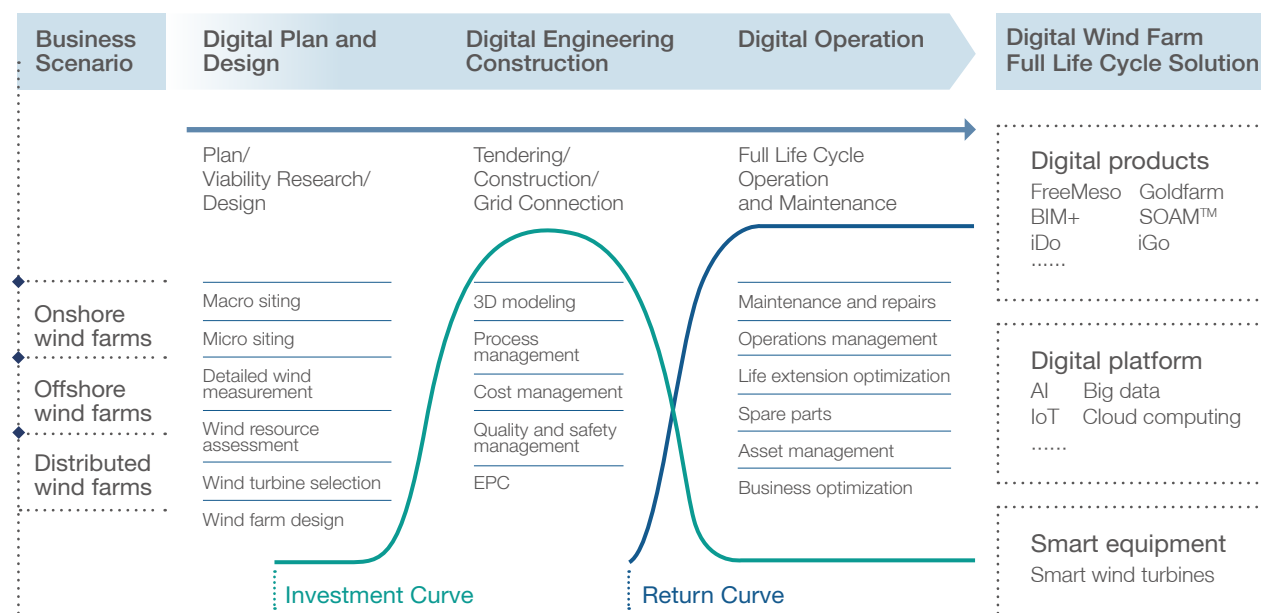 Business
Scenario
Digital Plan and
Design
Digital Engineering
Construction
Digital Operation
Digital Wind Farm
Full Life Cycle Solution
Plan/
Viability Research/
Design
Tendering/
Construction/
Grid Connection
Full Life Cycle
Operation
and Maintenance
Onshore
wind farms
Offshore
wind farms
Distributed
wind farms
Macro siting
Micro siting
Detailed wind
measurement
Wind resource
assessment
Wind turbine selection
Wind farm design
3D modeling
Process
management
Cost management
Quality and safety
management
EPC
Maintenance and repairs
Operations management
Life extension optimization
Spare parts
Asset management
Business optimization
Investment Curve
Return Curve
Digital products
FreeMeso Goldfarm
BIM+ SOAM™
iDo iGo
......
Digital platform
AI Big data
IoT Cloud computing
......
Smart equipment
Smart wind turbines